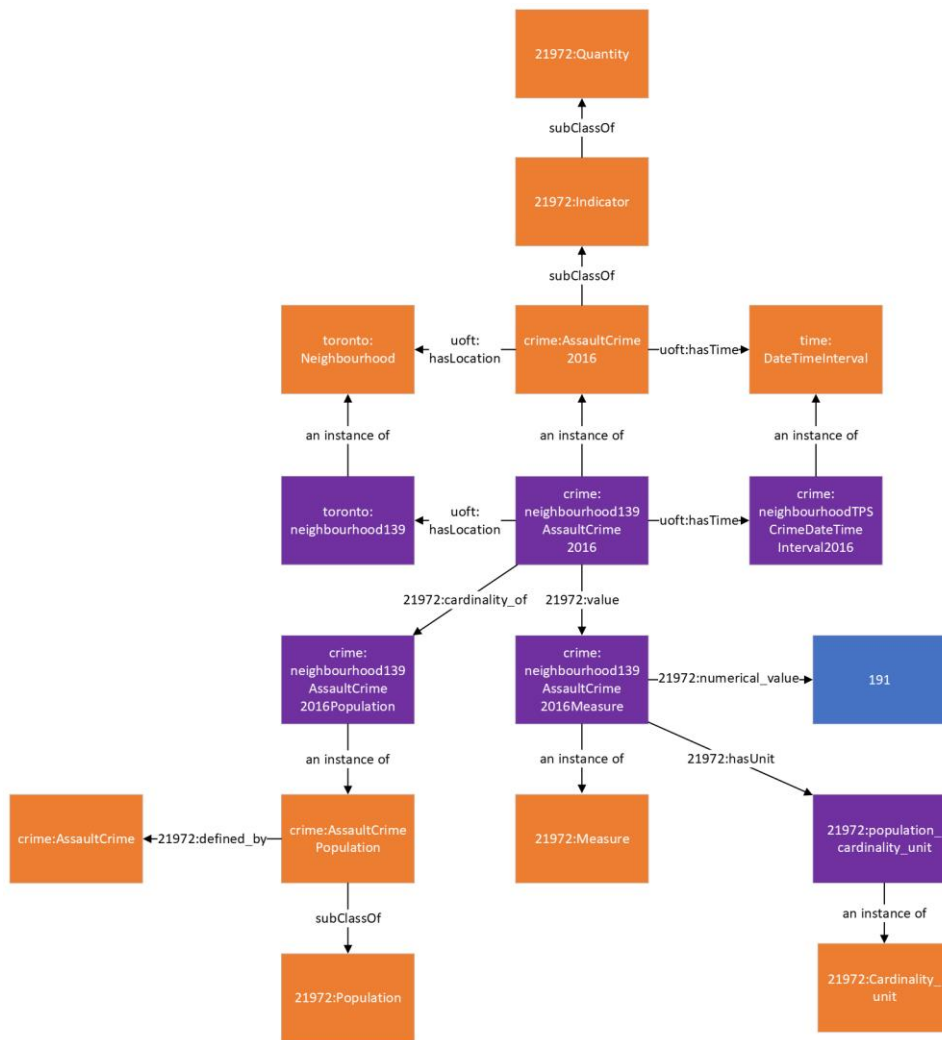 21972:Quantity
subClassOf
21972:Indicator
subClassOf
toronto:
Neighbourhood
uoft:
hasLocation
crime:AssaultCrime
2016
uoft:hasTime
time:
DateTimeInterval
an instance of
an instance of
an instance of
toronto:
neighbourhood139
uoft:
hasLocation
crime:
neighbourhood139
AssaultCrime
2016
uoft:hasTime
crime:
neighbourhoodTPS
CrimeDateTime
Interval2016
21972:cardinality_of
21972:value
crime:
neighbourhood139
AssaultCrime
2016Population
crime:
neighbourhood139
AssaultCrime
2016Measure
21972:numerical_value
191
an instance of
an instance of
21972:hasUnit
crime:AssaultCrime
21972:defined_by
crime:AssaultCrime
Population
21972:Measure
21972:population_
cardinality_unit
subClassOf
an instance of
21972:Population
21972:Cardinality_
unit